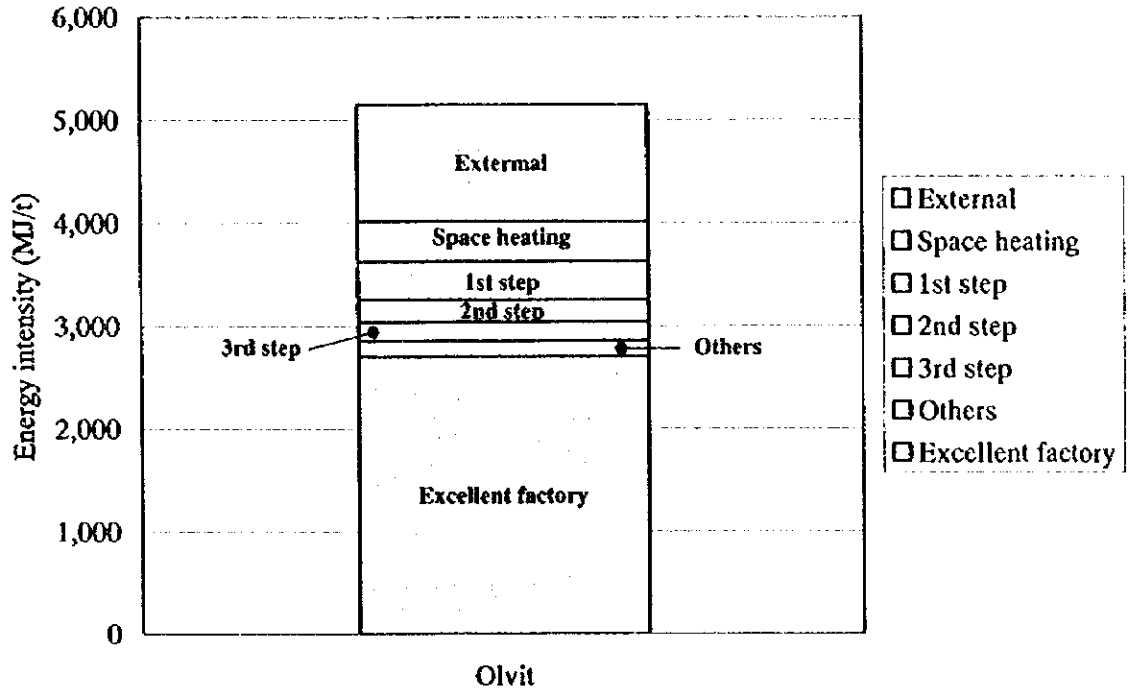 6,000
5,000
4,000
3,000
2,000
1,000
0
Energy intensity (MJ/t)
Extermal
Space heating
1st step
2nd step
3rd step
Others
Excellent factory
Olvit
External
Space heating
1st step
2nd step
3rd step
Others
Excellent factory